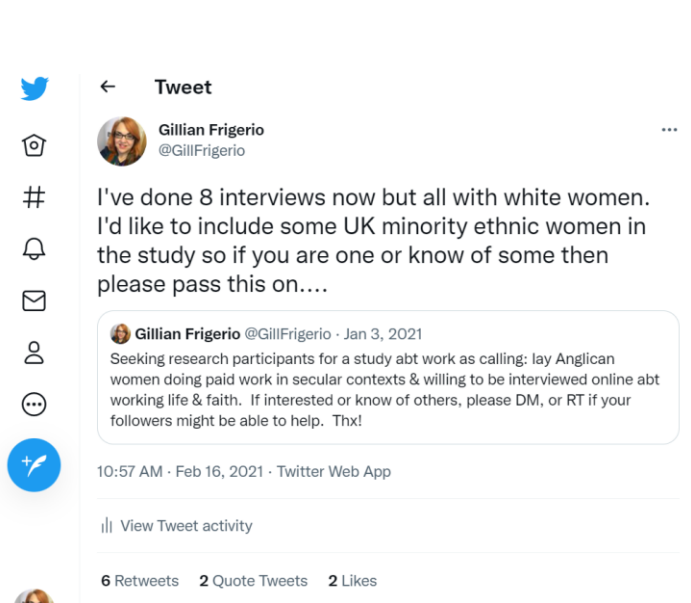 Tweet
Gillian Frigerio
@GillFrigerio
I've done 8 interviews now but all with white women.
I'd like to include some UK minority ethnic women in
the study so if you are one or know of some then
please pass this on....
Gillian Frigerio @GillFrigerio · Jan 3, 2021
Seeking research participants for a study abt work as calling: lay Anglican
women doing paid work in secular contexts & willing to be interviewed online abt
working life & faith. If interested or know of others, please DM, or RT if your
followers might be able to help. Thx!
10:57 AM · Feb 16, 2021 · Twitter Web App
View Tweet activity
6 Retweets 2 Quote Tweets 2 Likes